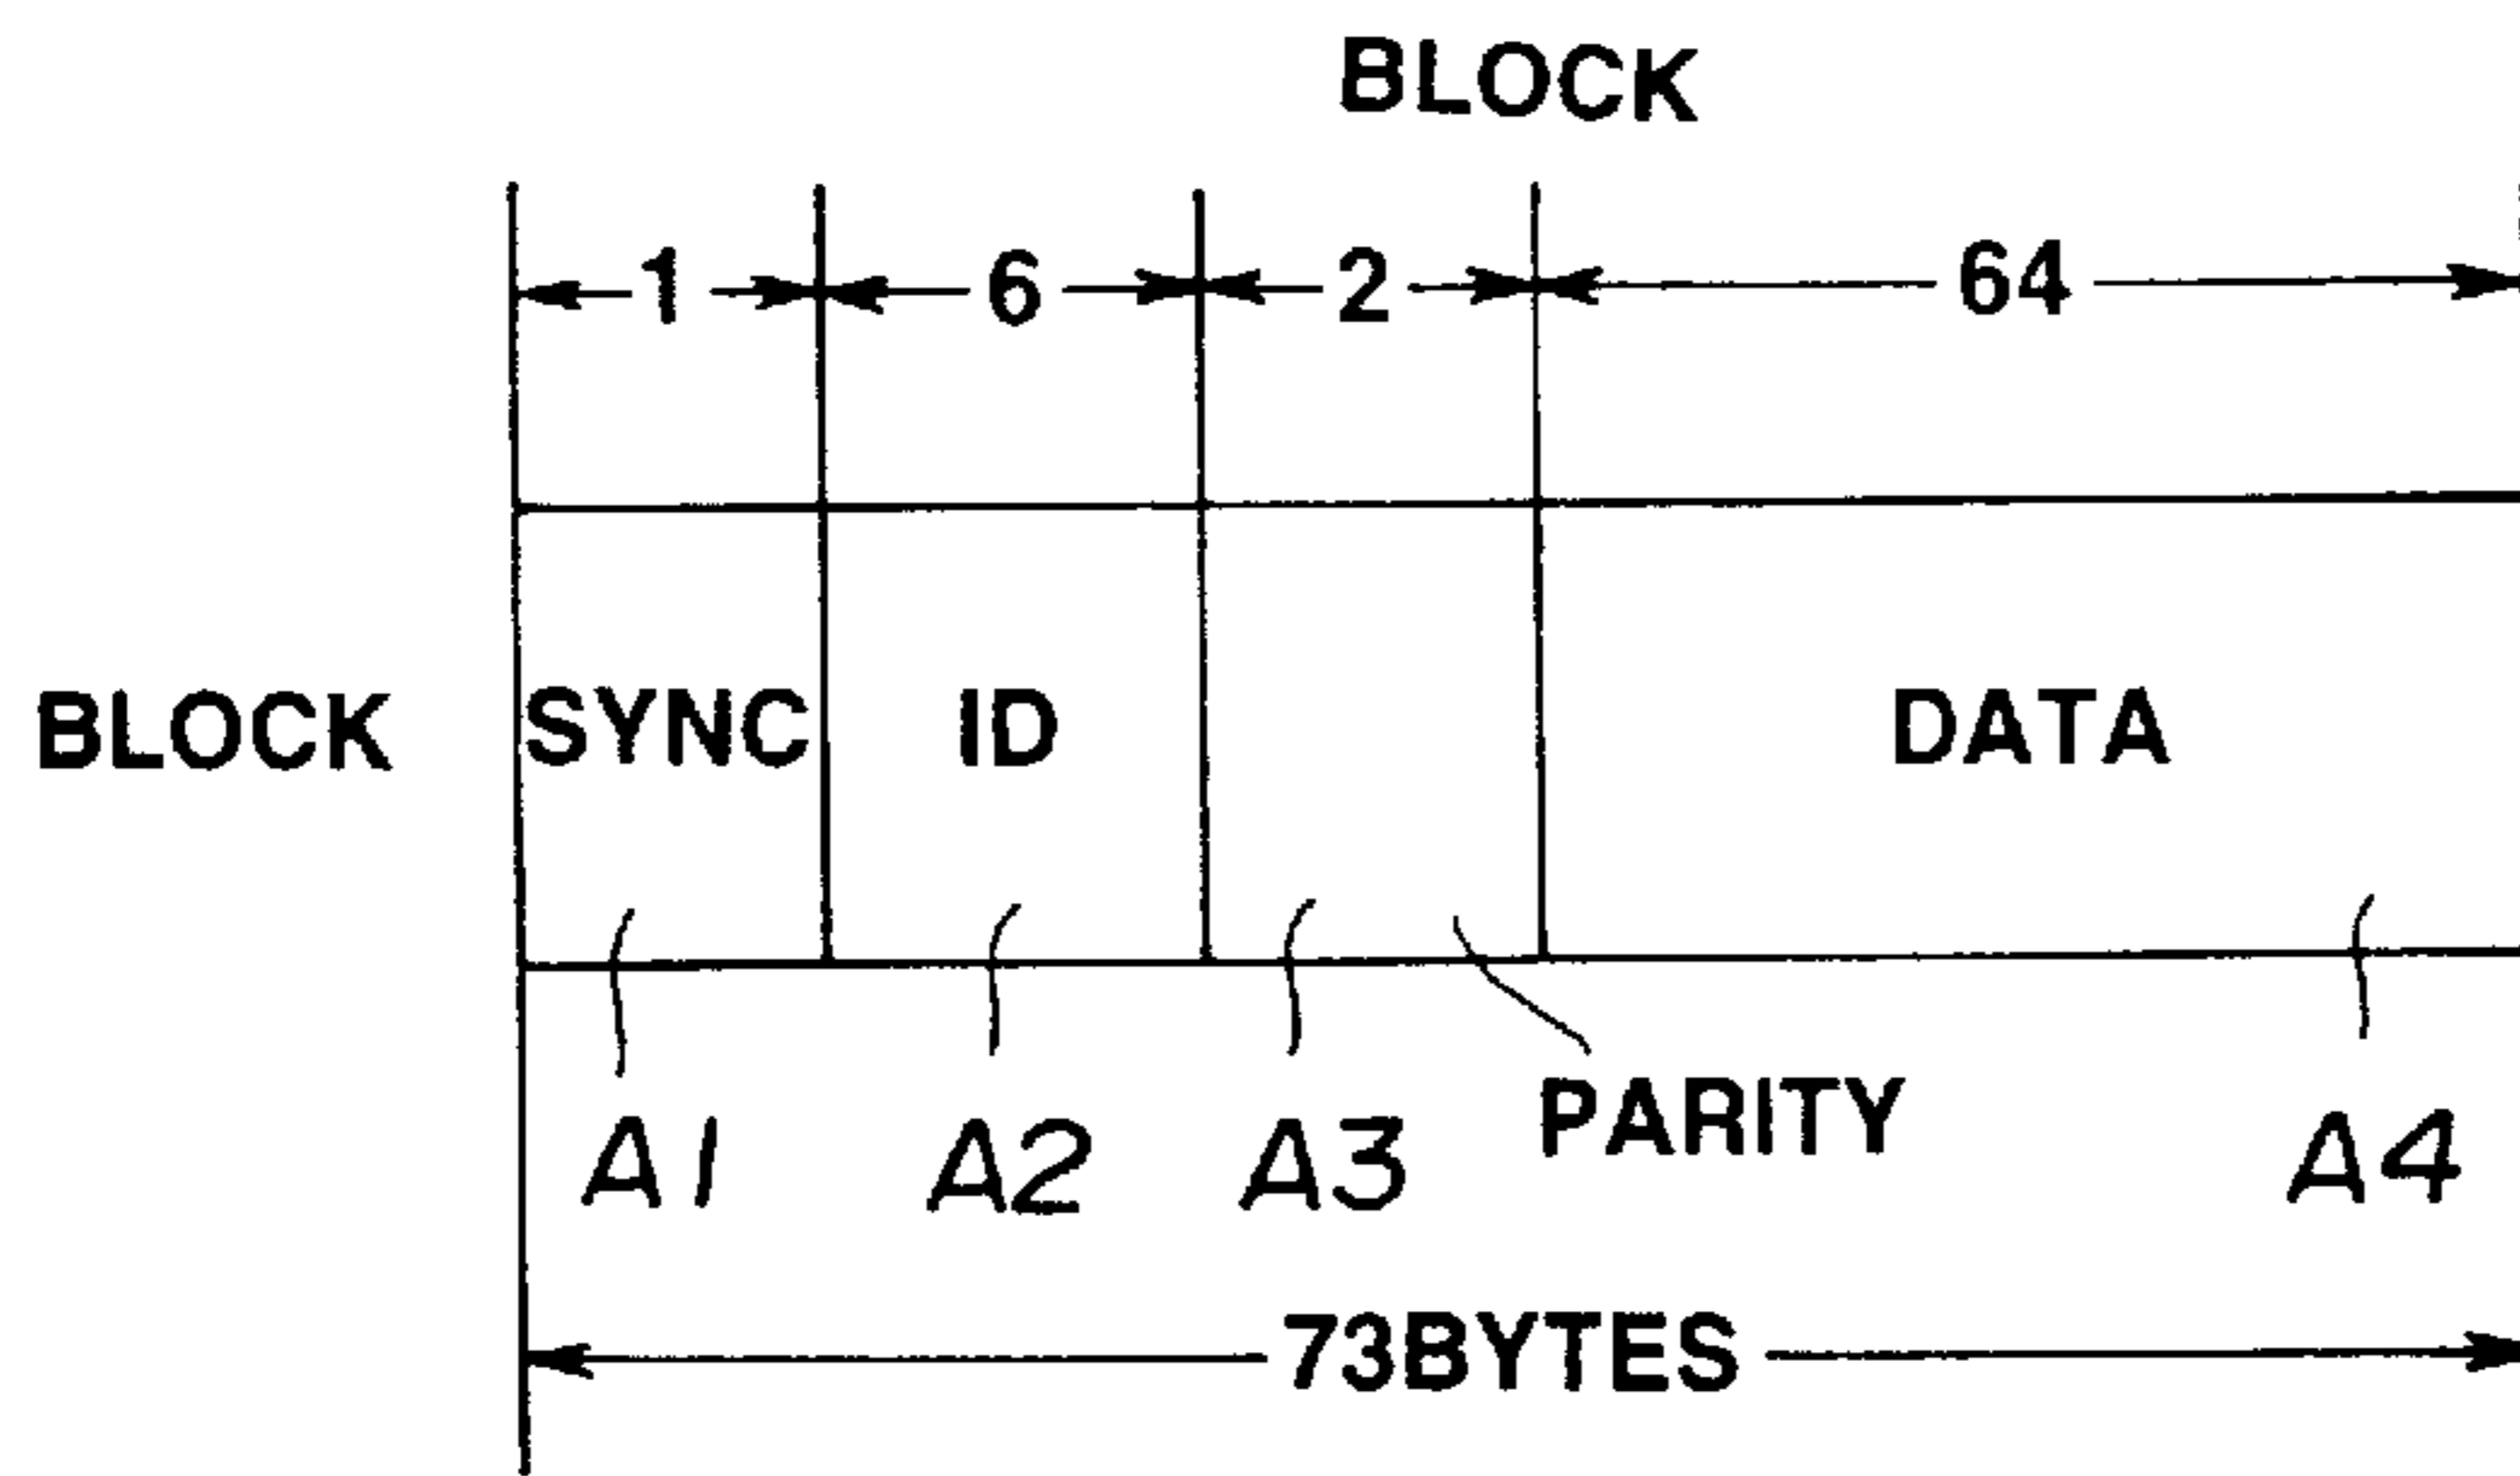 BLOCK
1 6 2 64
BLOCK SYNC ID DATA
PARITY
A1 A2 A3 A4
73BYTES